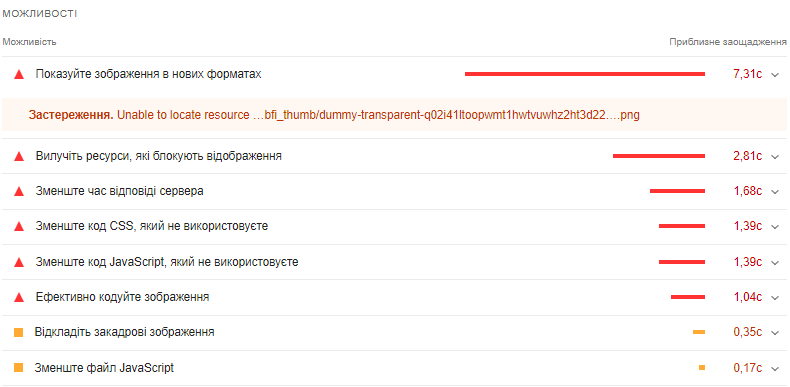 МОЖЛИВОСТІ
Можливість Приблизне заощадження
Показуйте зображення в нових форматах 7,31с
Застереження. Unable to locate resource …bfi_thumb/dummy-transparent-q02i41ltoopwmt1hwtvuwhz2ht3d22….png
Вилучіть ресурси, які блокують відображення 2,81с
Зменште час відповіді сервера 1,68с
Зменште код CSS, який не використовуєте 1,39с
Зменште код JavaScript, який не використовуєте 1,39с
Ефективно кодуйте зображення 1,04с
Відкладіть закадрові зображення 0,35с
Зменште файл JavaScript 0,17с